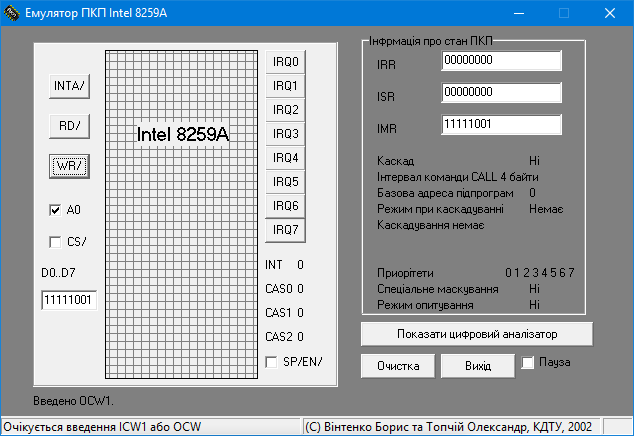 Емулятор ПКП Intel 8259A
INTA/
RD/
WR/
A0
CS/
D0..D7
11111001
Intel 8259A
IRQ0
IRQ1
IRQ2
IRQ3
IRQ4
IRQ5
IRQ6
IRQ7
INT 0
CAS0 0
CAS1 0
CAS2 0
SP/EN/
Інфрмація про стан ПКП
IRR 00000000
ISR 00000000
IMR 11111001
Каскад Ні
Інтервал команди CALL 4 байти
Базова адреса підпрограм 0
Режим при каскадуванні Немає
Каскадування немає
Приорітети 0 1 2 3 4 5 6 7
Спеціальне маскування Ні
Режим опитування Ні
Показати цифровий аналізатор
Очистка Вихід Пауза
Введено OCW1.
Очікується введення ICW1 або OCW (C) Вінтенко Борис та Топчій Олександр, КДТУ, 2002